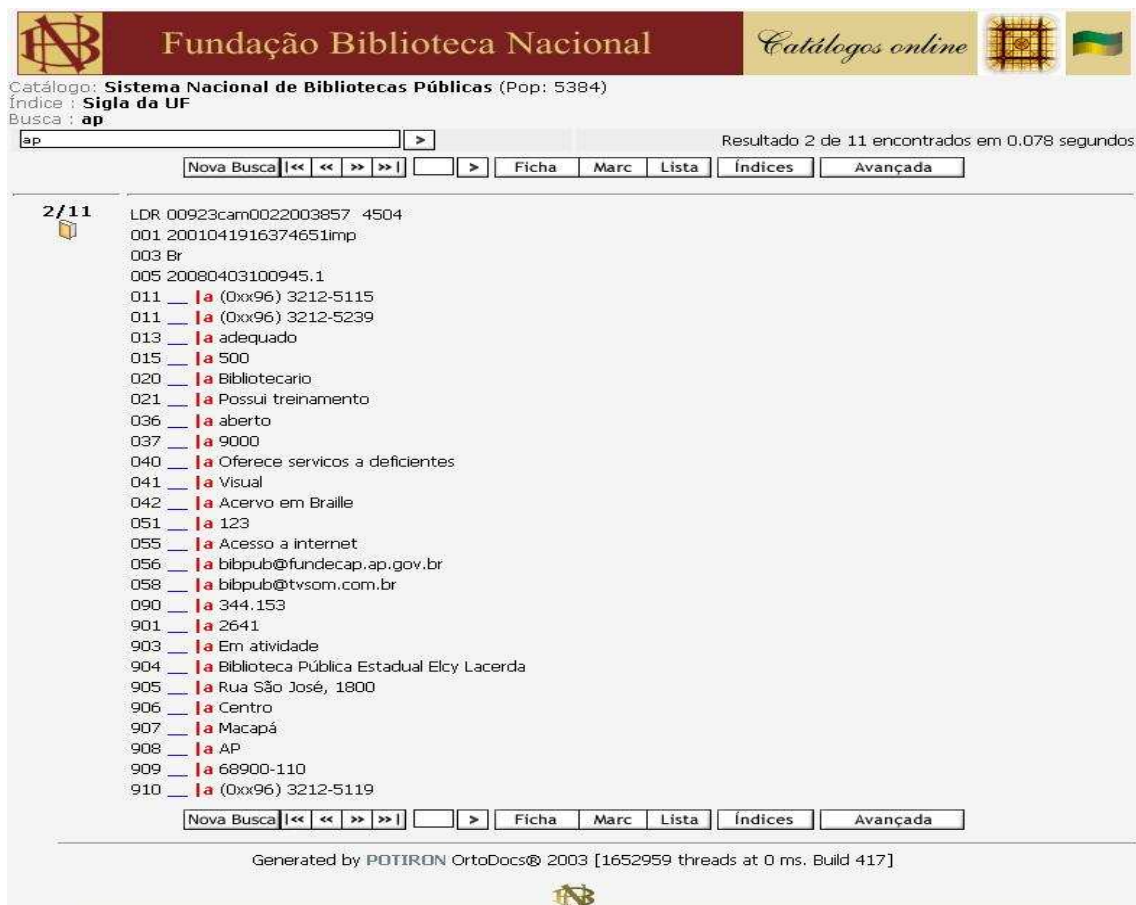 Fundação Biblioteca Nacional
Catálogos online
Catálogo: Sistema Nacional de Bibliotecas Públicas (Pop: 5384)
Índice : Sigla da UF
Busca : ap
ap > Resultado 2 de 11 encontrados em 0.078 segundos
Nova Busca |<< << >> >>| > Ficha Marc Lista Índices Avançada
2/11
LDR 00923cam0022003857 4504
001 2001041916374651imp
003 Br
005 20080403100945.1
011 __ |a (0xx96) 3212-5115
011 __ |a (0xx96) 3212-5239
013 __ |a adequado
015 __ |a 500
020 __ |a Bibliotecario
021 __ |a Possui treinamento
036 __ |a aberto
037 __ |a 9000
040 __ |a Oferece servicos a deficientes
041 __ |a Visual
042 __ |a Acervo em Braille
051 __ |a 123
055 __ |a Acesso a internet
056 __ |a bibpub@fundecap.ap.gov.br
058 __ |a bibpub@tvsom.com.br
090 __ |a 344.153
901 __ |a 2641
903 __ |a Em atividade
904 __ |a Biblioteca Pública Estadual Elcy Lacerda
905 __ |a Rua São José, 1800
906 __ |a Centro
907 __ |a Macapá
908 __ |a AP
909 __ |a 68900-110
910 __ |a (0xx96) 3212-5119
Nova Busca |<< << >> >>| > Ficha Marc Lista Índices Avançada
Generated by POTIRON OrtoDocs® 2003 [1652959 threads at 0 ms. Build 417]